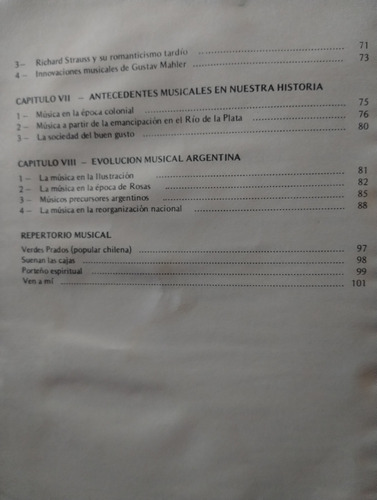 3- Richard Strauss y su romanticismo tardío 71
4- Innovaciones musicales de Gustav Mahler 73
CAPITULO VII - ANTECEDENTES MUSICALES EN NUESTRA HISTORIA
1- Música en la época colonial 75
2- Música a partir de la emancipación en el Río de la Plata 76
3- La sociedad del buen gusto 80
CAPITULO VIII - EVOLUCION MUSICAL ARGENTINA
1- La música en la Ilustración 81
2- La música en la época de Rosas 82
3- Músicos precursores argentinos 85
4- La música en la reorganización nacional 88
REPERTORIO MUSICAL
Verdes Prados (popular chilena) 97
Suenan las cajas 98
Porteño espiritual 99
Ven a mí 101